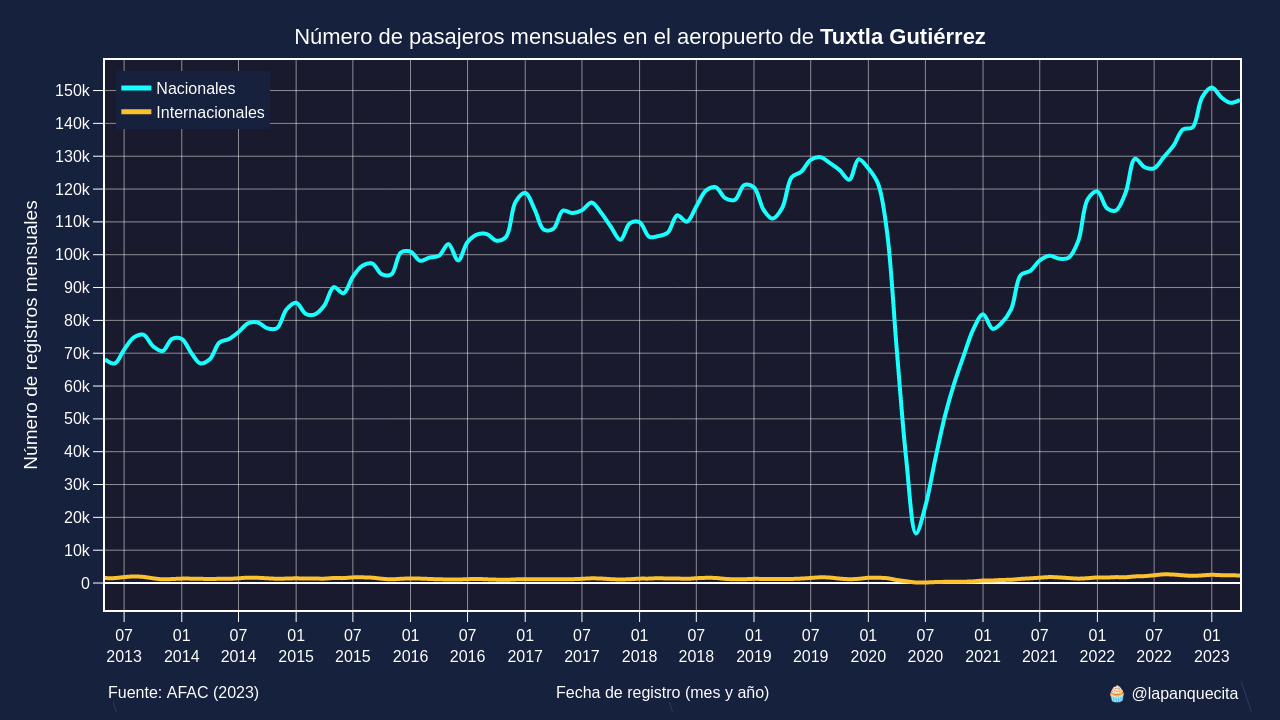 Número de pasajeros mensuales en el aeropuerto de Tuxtla Gutiérrez
Nacionales
Internacionales
Número de registros mensuales
150k
140k
130k
120k
110k
100k
90k
80k
70k
60k
50k
40k
30k
20k
10k
0
07 01 07 01 07 01 07 01 07 01 07 01 07 01 07 01 07 01 07 01
2013 2014 2014 2015 2015 2016 2016 2017 2017 2018 2018 2019 2019 2020 2020 2021 2021 2022 2022 2023
Fuente: AFAC (2023)
Fecha de registro (mes y año)
🧁 @lapanquecita